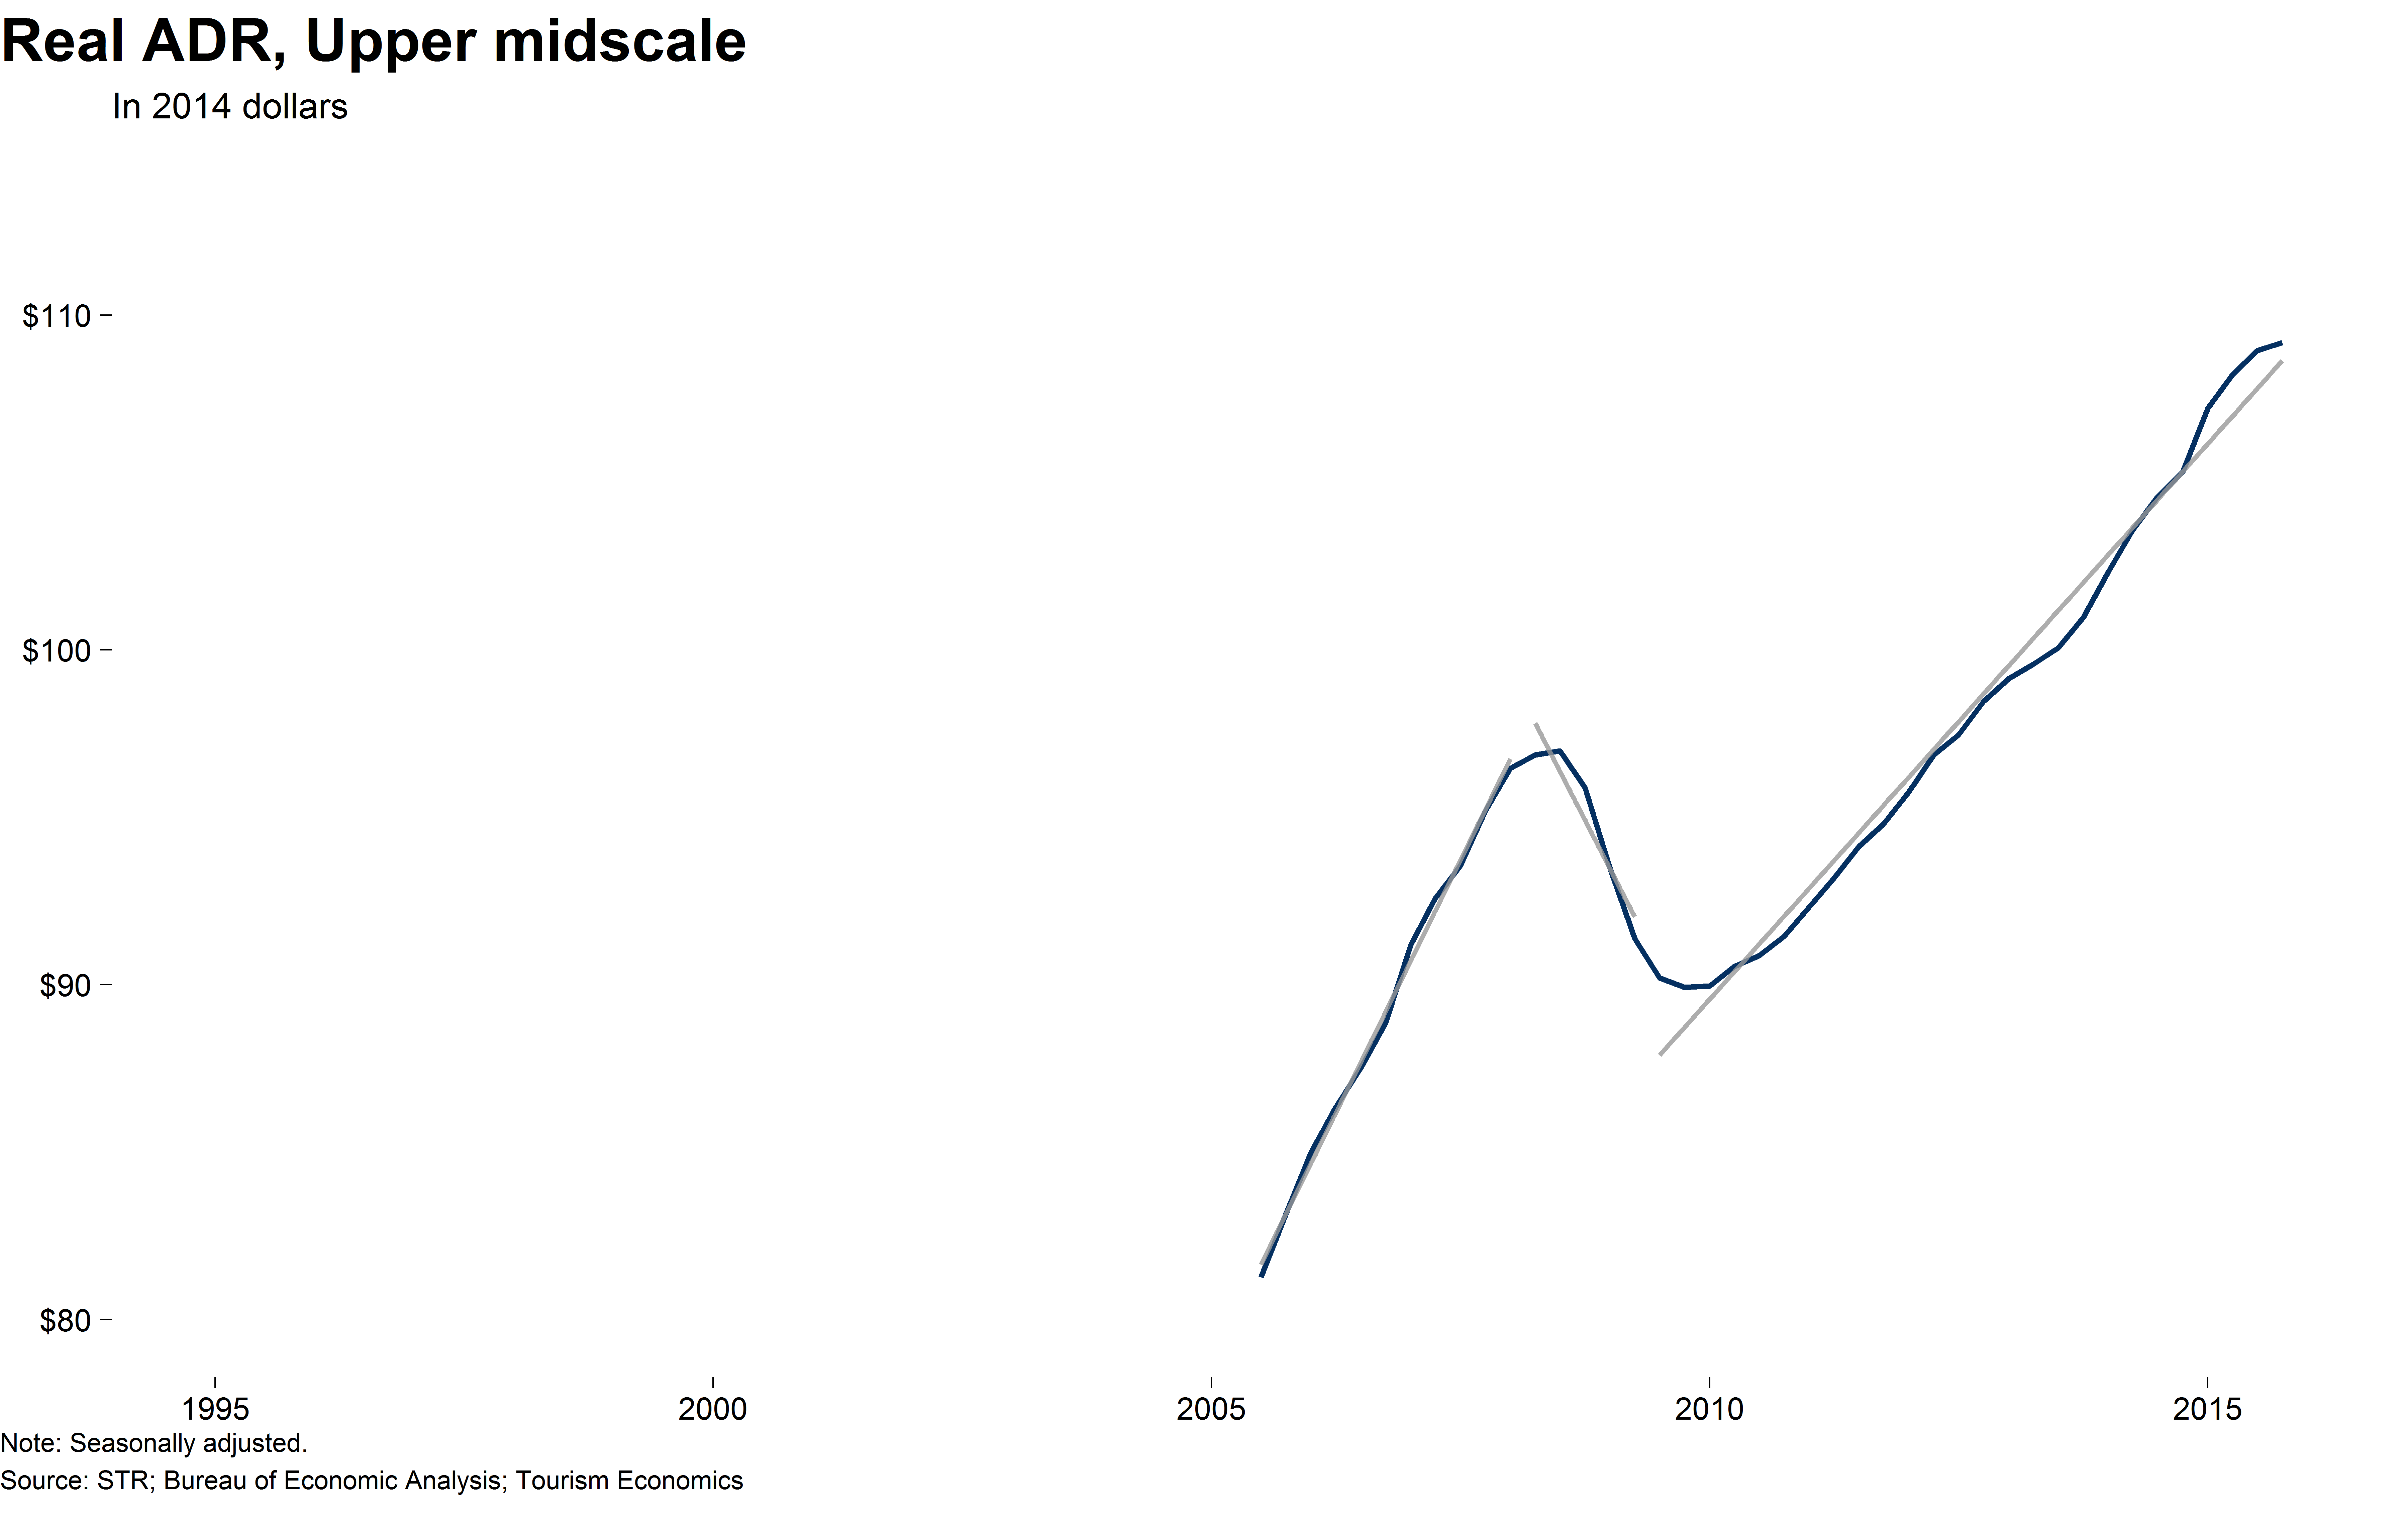 Real ADR, Upper midscale
In 2014 dollars
$110
$100
$90
$80
1995 2000 2005 2010 2015
Note: Seasonally adjusted.
Source: STR; Bureau of Economic Analysis; Tourism Economics